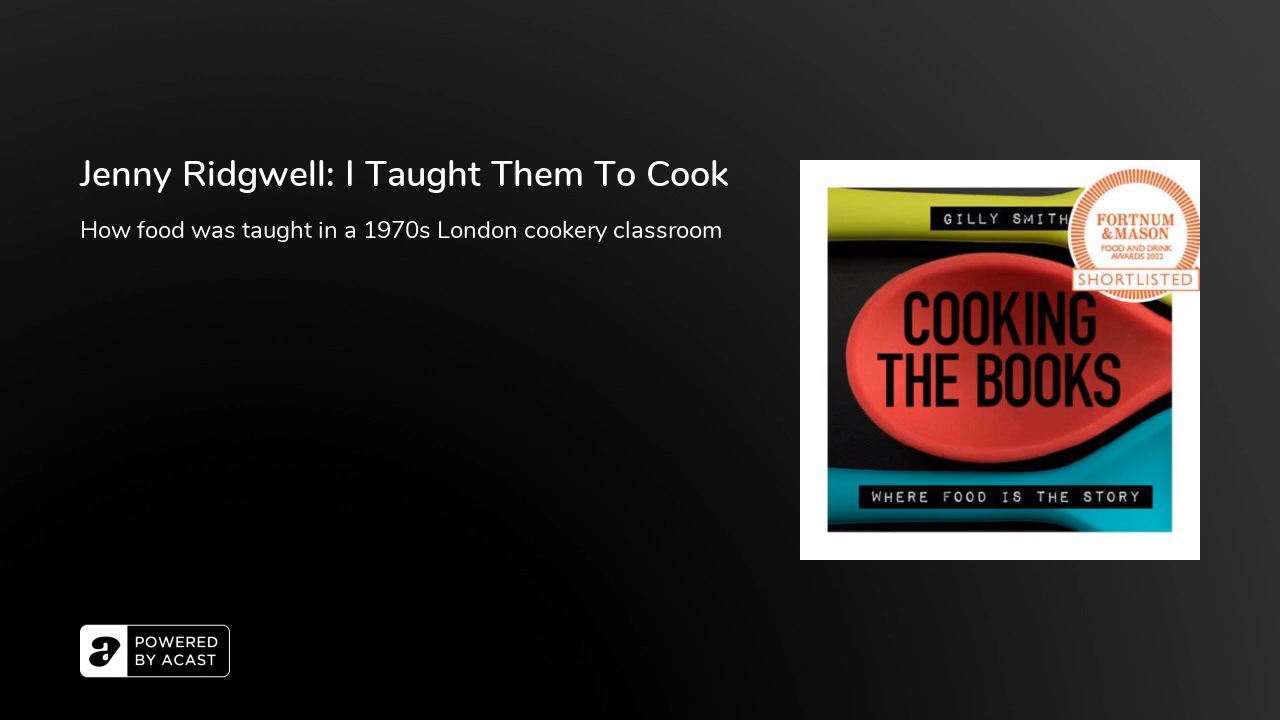 Jenny Ridgwell: I Taught Them To Cook
How food was taught in a 1970s London cookery classroom
GILLY SMITH
FORTNUM
&MASON
FOOD AND DRINK
AWARDS 2022
SHORTLISTED
COOKING
THE BOOKS
WHERE FOOD IS THE STORY
a
POWERED
BY ACAST